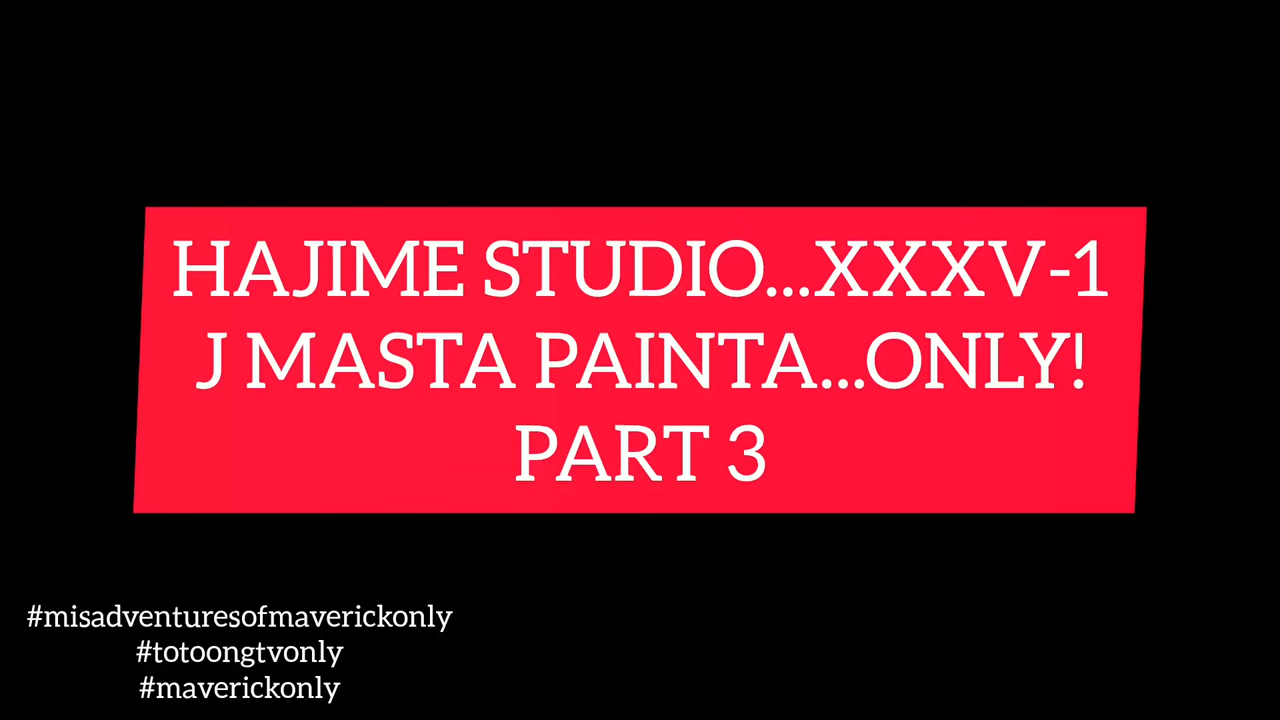 HAJIME STUDIO...XXXV-1
J MASTA PAINTA...ONLY!
PART 3
#misadventuresofmaverickonly
#totoongtvonly
#maverickonly